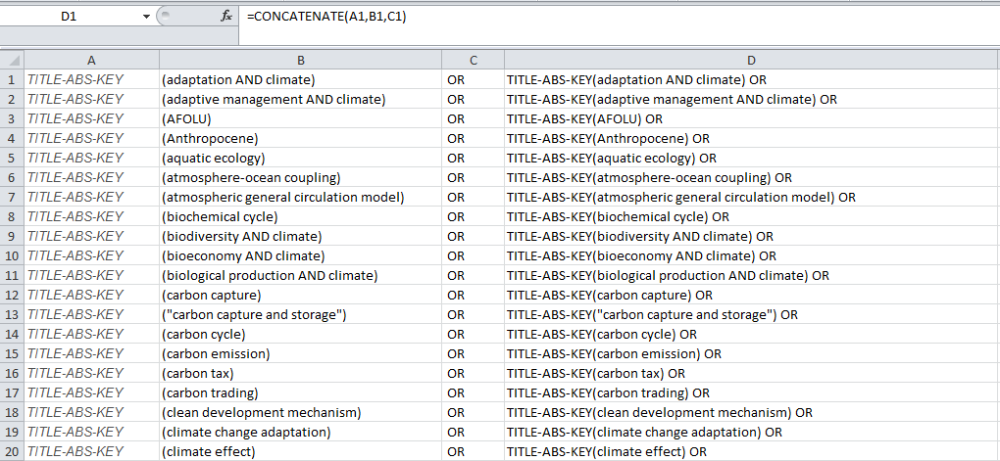 D1 fx =CONCATENATE(A1,B1,C1)
A B C D
1 TITLE-ABS-KEY (adaptation AND climate) OR TITLE-ABS-KEY(adaptation AND climate) OR
2 TITLE-ABS-KEY (adaptive management AND climate) OR TITLE-ABS-KEY(adaptive management AND climate) OR
3 TITLE-ABS-KEY (AFOLU) OR TITLE-ABS-KEY(AFOLU) OR
4 TITLE-ABS-KEY (Anthropocene) OR TITLE-ABS-KEY(Anthropocene) OR
5 TITLE-ABS-KEY (aquatic ecology) OR TITLE-ABS-KEY(aquatic ecology) OR
6 TITLE-ABS-KEY (atmosphere-ocean coupling) OR TITLE-ABS-KEY(atmosphere-ocean coupling) OR
7 TITLE-ABS-KEY (atmospheric general circulation model) OR TITLE-ABS-KEY(atmospheric general circulation model) OR
8 TITLE-ABS-KEY (biochemical cycle) OR TITLE-ABS-KEY(biochemical cycle) OR
9 TITLE-ABS-KEY (biodiversity AND climate) OR TITLE-ABS-KEY(biodiversity AND climate) OR
10 TITLE-ABS-KEY (bioeconomy AND climate) OR TITLE-ABS-KEY(bioeconomy AND climate) OR
11 TITLE-ABS-KEY (biological production AND climate) OR TITLE-ABS-KEY(biological production AND climate) OR
12 TITLE-ABS-KEY (carbon capture) OR TITLE-ABS-KEY(carbon capture) OR
13 TITLE-ABS-KEY ("carbon capture and storage") OR TITLE-ABS-KEY("carbon capture and storage") OR
14 TITLE-ABS-KEY (carbon cycle) OR TITLE-ABS-KEY(carbon cycle) OR
15 TITLE-ABS-KEY (carbon emission) OR TITLE-ABS-KEY(carbon emission) OR
16 TITLE-ABS-KEY (carbon tax) OR TITLE-ABS-KEY(carbon tax) OR
17 TITLE-ABS-KEY (carbon trading) OR TITLE-ABS-KEY(carbon trading) OR
18 TITLE-ABS-KEY (clean development mechanism) OR TITLE-ABS-KEY(clean development mechanism) OR
19 TITLE-ABS-KEY (climate change adaptation) OR TITLE-ABS-KEY(climate change adaptation) OR
20 TITLE-ABS-KEY (climate effect) OR TITLE-ABS-KEY(climate effect) OR